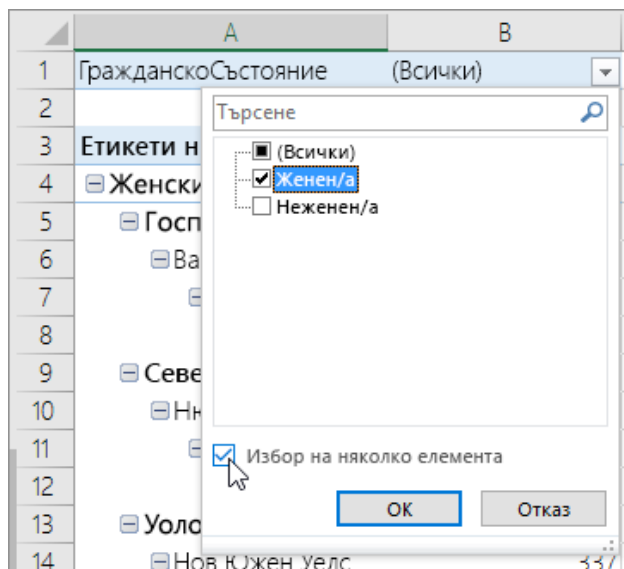 A B
1 ГражданскоСъстояние (Всички)
2 Търсене
3 Етикети н
(Всички)
4 Женски
Женен/а
Неженен/а
5 Госп
6 Ва
7
8
9 Севе
10 Ню
11
Избор на няколко елемента
12
OK Отказ
13 Уоло
14 Нов Южен Уелс 337